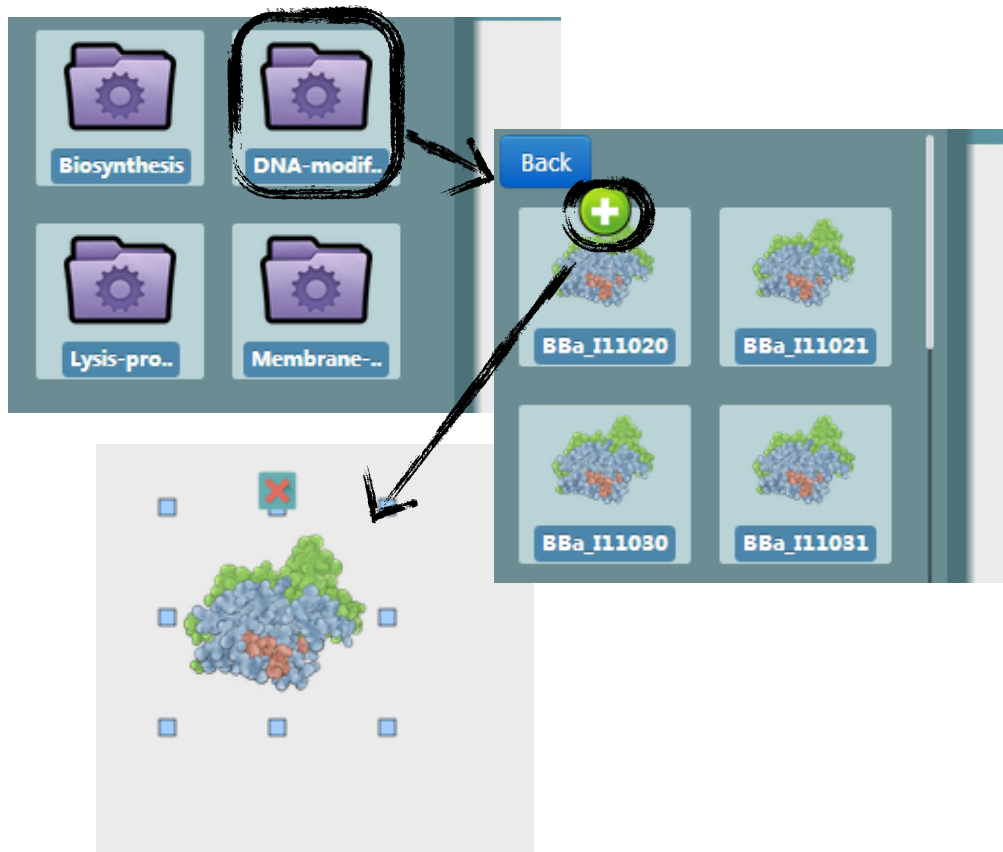 Biosynthesis
DNA-modif..
Lysis-pro..
Membrane-..
Back
BBa_I11020
BBa_I11021
BBa_I11030
BBa_I11031